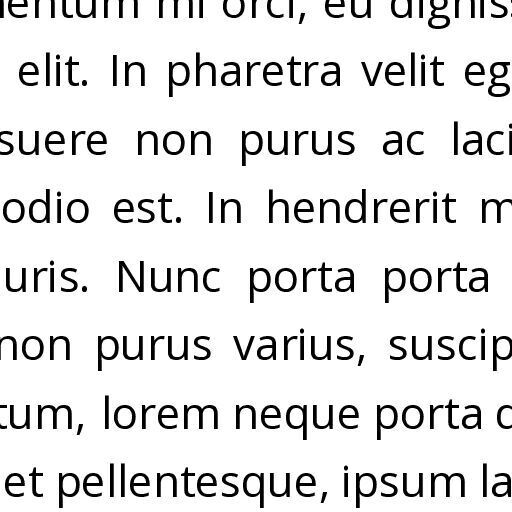 entum mi orci, eu digniss
elit. In pharetra velit eg
suere non purus ac laci
odio est. In hendrerit m
uris. Nunc porta porta
non purus varius, suscip
tum, lorem neque porta
et pellentesque, ipsum la